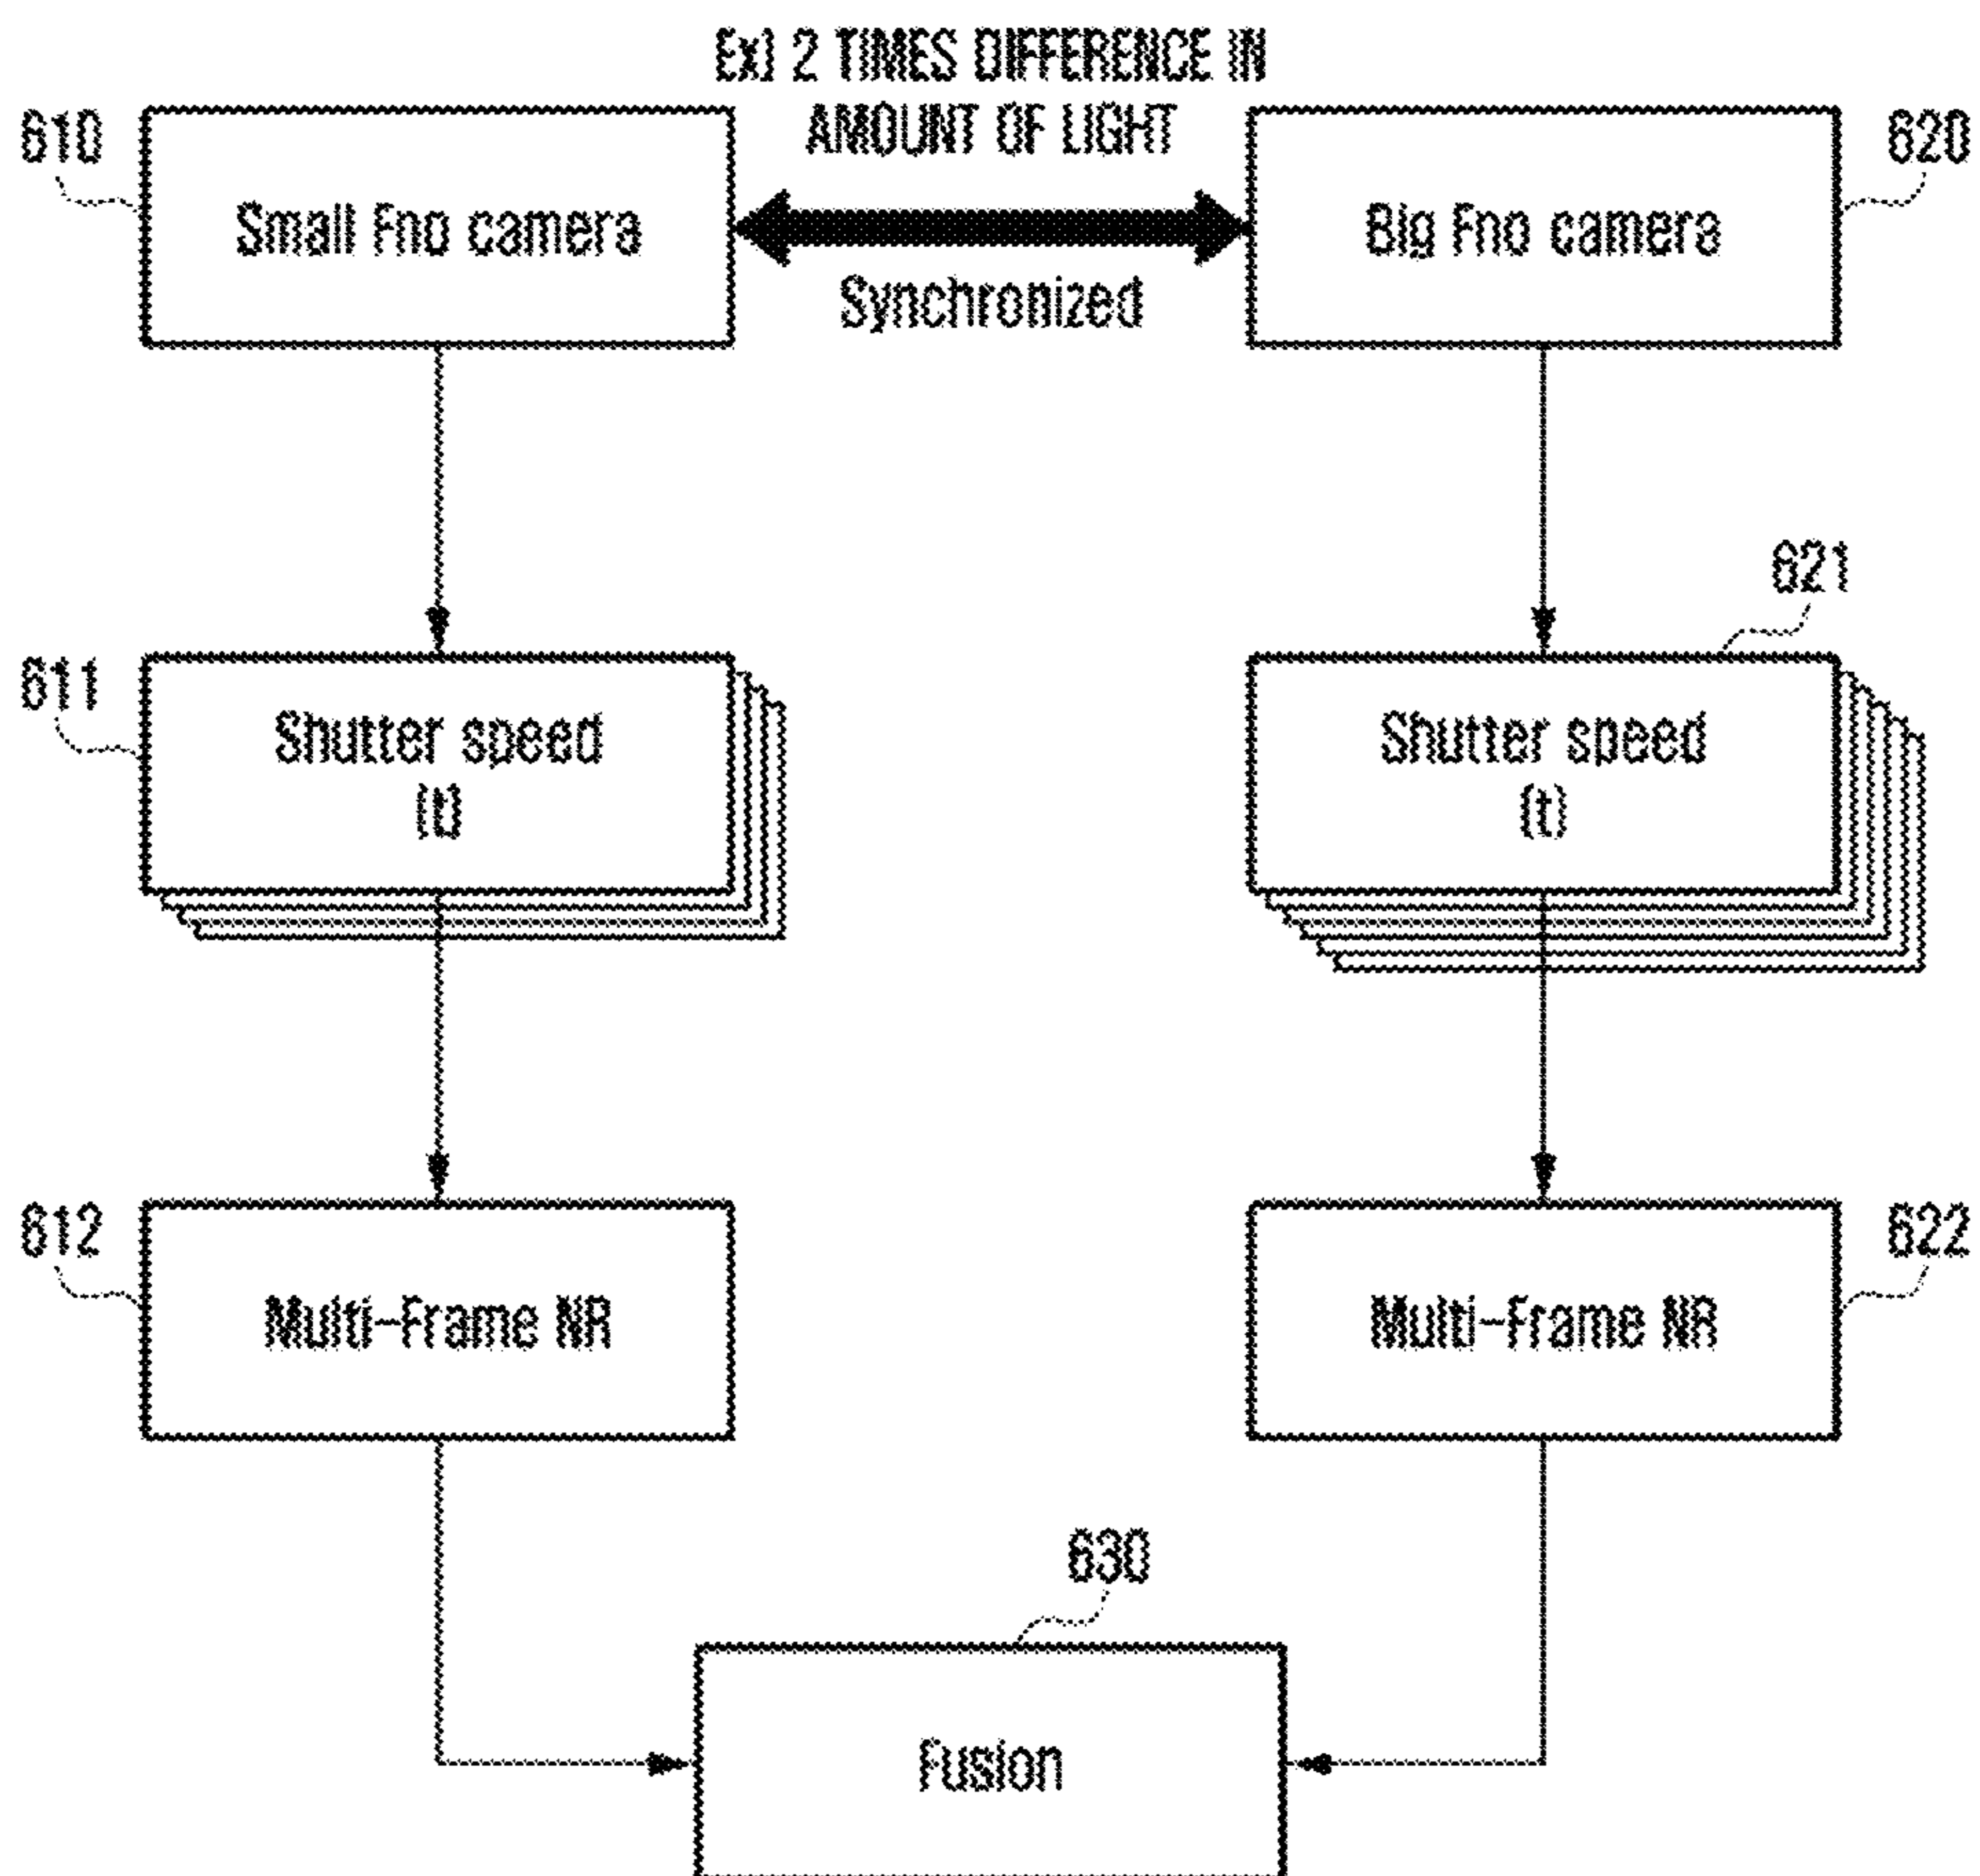 Ex) 2 TIMES DIFFERENCE IN
AMOUNT OF LIGHT
610
620
Small Fno camera
Big Fno camera
Synchronized
621
611
Shutter speed
(t)
Shutter speed
(t)
612
622
Multi-Frame NR
Multi-Frame NR
630
Fusion